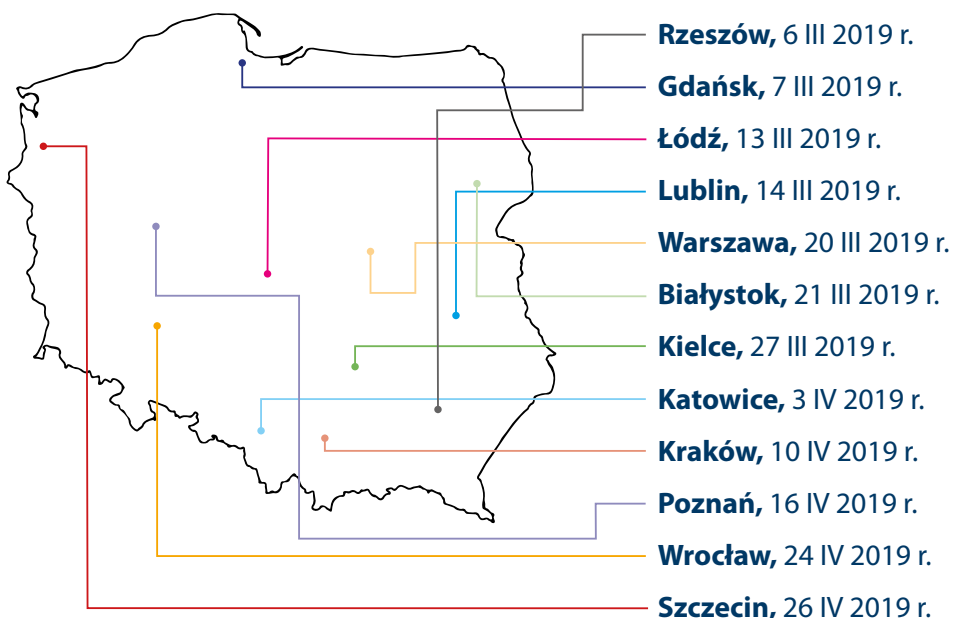 Rzeszów, 6 III 2019 r.
Gdańsk, 7 III 2019 r.
Łódź, 13 III 2019 r.
Lublin, 14 III 2019 r.
Warszawa, 20 III 2019 r.
Białystok, 21 III 2019 r.
Kielce, 27 III 2019 r.
Katowice, 3 IV 2019 r.
Kraków, 10 IV 2019 r.
Poznań, 16 IV 2019 r.
Wrocław, 24 IV 2019 r.
Szczecin, 26 IV 2019 r.